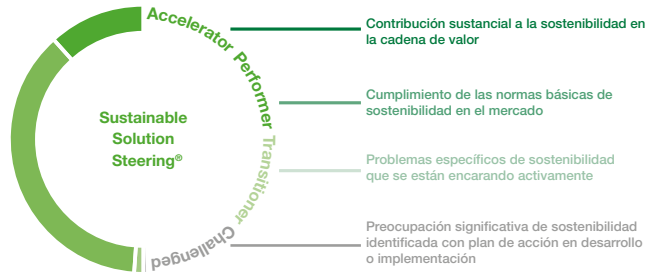 Accelerator
Performer
Transitioner
Challenged
Sustainable
Solution
Steering®
Contribución sustancial a la sostenibilidad en
la cadena de valor
Cumplimiento de las normas básicas de
sostenibilidad en el mercado
Problemas específicos de sostenibilidad
que se están encarando activamente
Preocupación significativa de sostenibilidad
identificada con plan de acción en desarrollo
o implementación